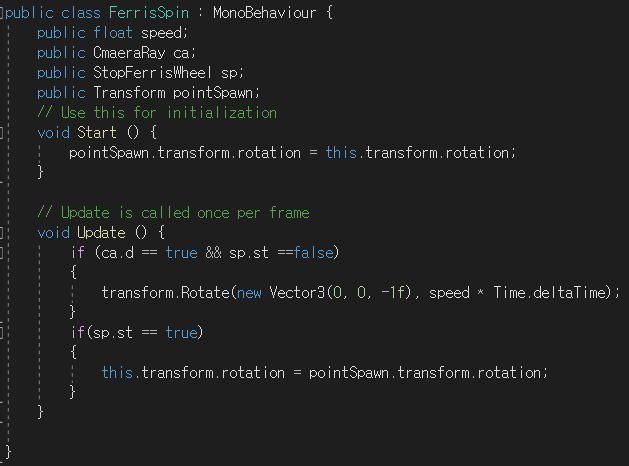 public class FerrisSpin : MonoBehaviour {
public float speed;
public CmaeraRay ca;
public StopFerrisWheel sp;
public Transform pointSpawn;
// Use this for initialization
void Start () {
pointSpawn.transform.rotation = this.transform.rotation;
}
// Update is called once per frame
void Update () {
if (ca.d == true && sp.st ==false)
{
transform.Rotate(new Vector3(0, 0, -1f), speed * Time.deltaTime);
}
if(sp.st == true)
{
this.transform.rotation = pointSpawn.transform.rotation;
}
}
}